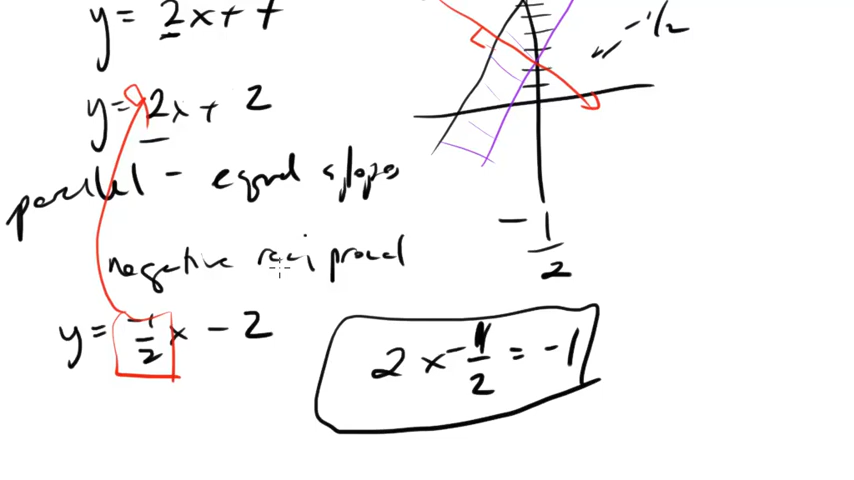 y = 2x + 7
y = 2x + 2
parallel - equal slopes
negative reciprocal
y = -1/2 x - 2
-1/2
- 1/2
2 x - 1/2 = -1